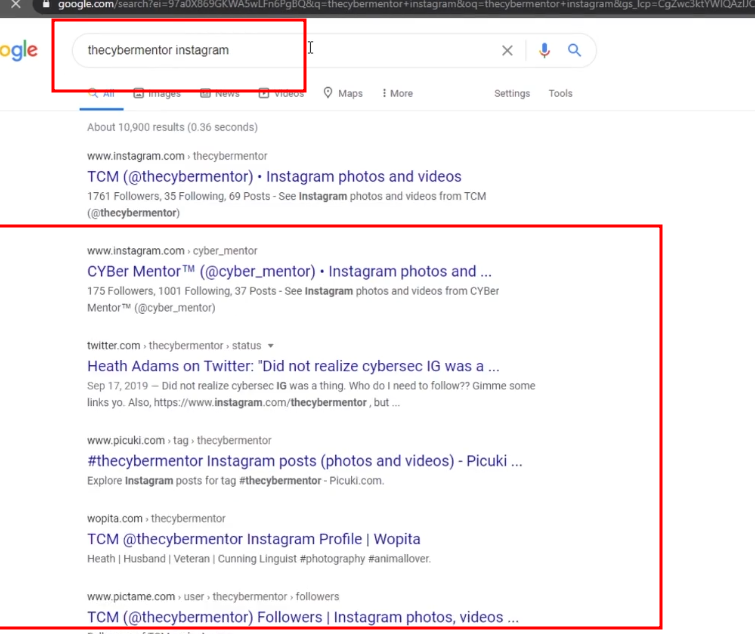 google.com/search?ei=97a0X869GKWA5wLFn6PgBQ&q=thecybermentor+instagram&oq=thecybermentor+instagram&gs_lcp=CgZwc3ktYWIQAzIJC
ogle
thecybermentor instagram
All Images News Videos Maps More Settings Tools
About 10,900 results (0.36 seconds)
www.instagram.com › thecybermentor
TCM (@thecybermentor) • Instagram photos and videos
1761 Followers, 35 Following, 69 Posts - See Instagram photos and videos from TCM
(@thecybermentor)
www.instagram.com › cyber_mentor
CYBer Mentor™ (@cyber_mentor) • Instagram photos and ...
175 Followers, 1001 Following, 37 Posts - See Instagram photos and videos from CYBer
Mentor™ (@cyber_mentor)
twitter.com › thecybermentor › status
Heath Adams on Twitter: "Did not realize cybersec IG was a ...
Sep 17, 2019 — Did not realize cybersec IG was a thing. Who do I need to follow?? Gimme some
links yo. Also, https://www.instagram.com/thecybermentor , but ...
www.picuki.com › tag › thecybermentor
#thecybermentor Instagram posts (photos and videos) - Picuki ...
Explore Instagram posts for tag #thecybermentor - Picuki.com.
wopita.com › thecybermentor
TCM @thecybermentor Instagram Profile | Wopita
Heath | Husband | Veteran | Cunning Linguist #photography #animallover.
www.pictame.com › user › thecybermentor › followers
TCM (@thecybermentor) Followers | Instagram photos, videos ...